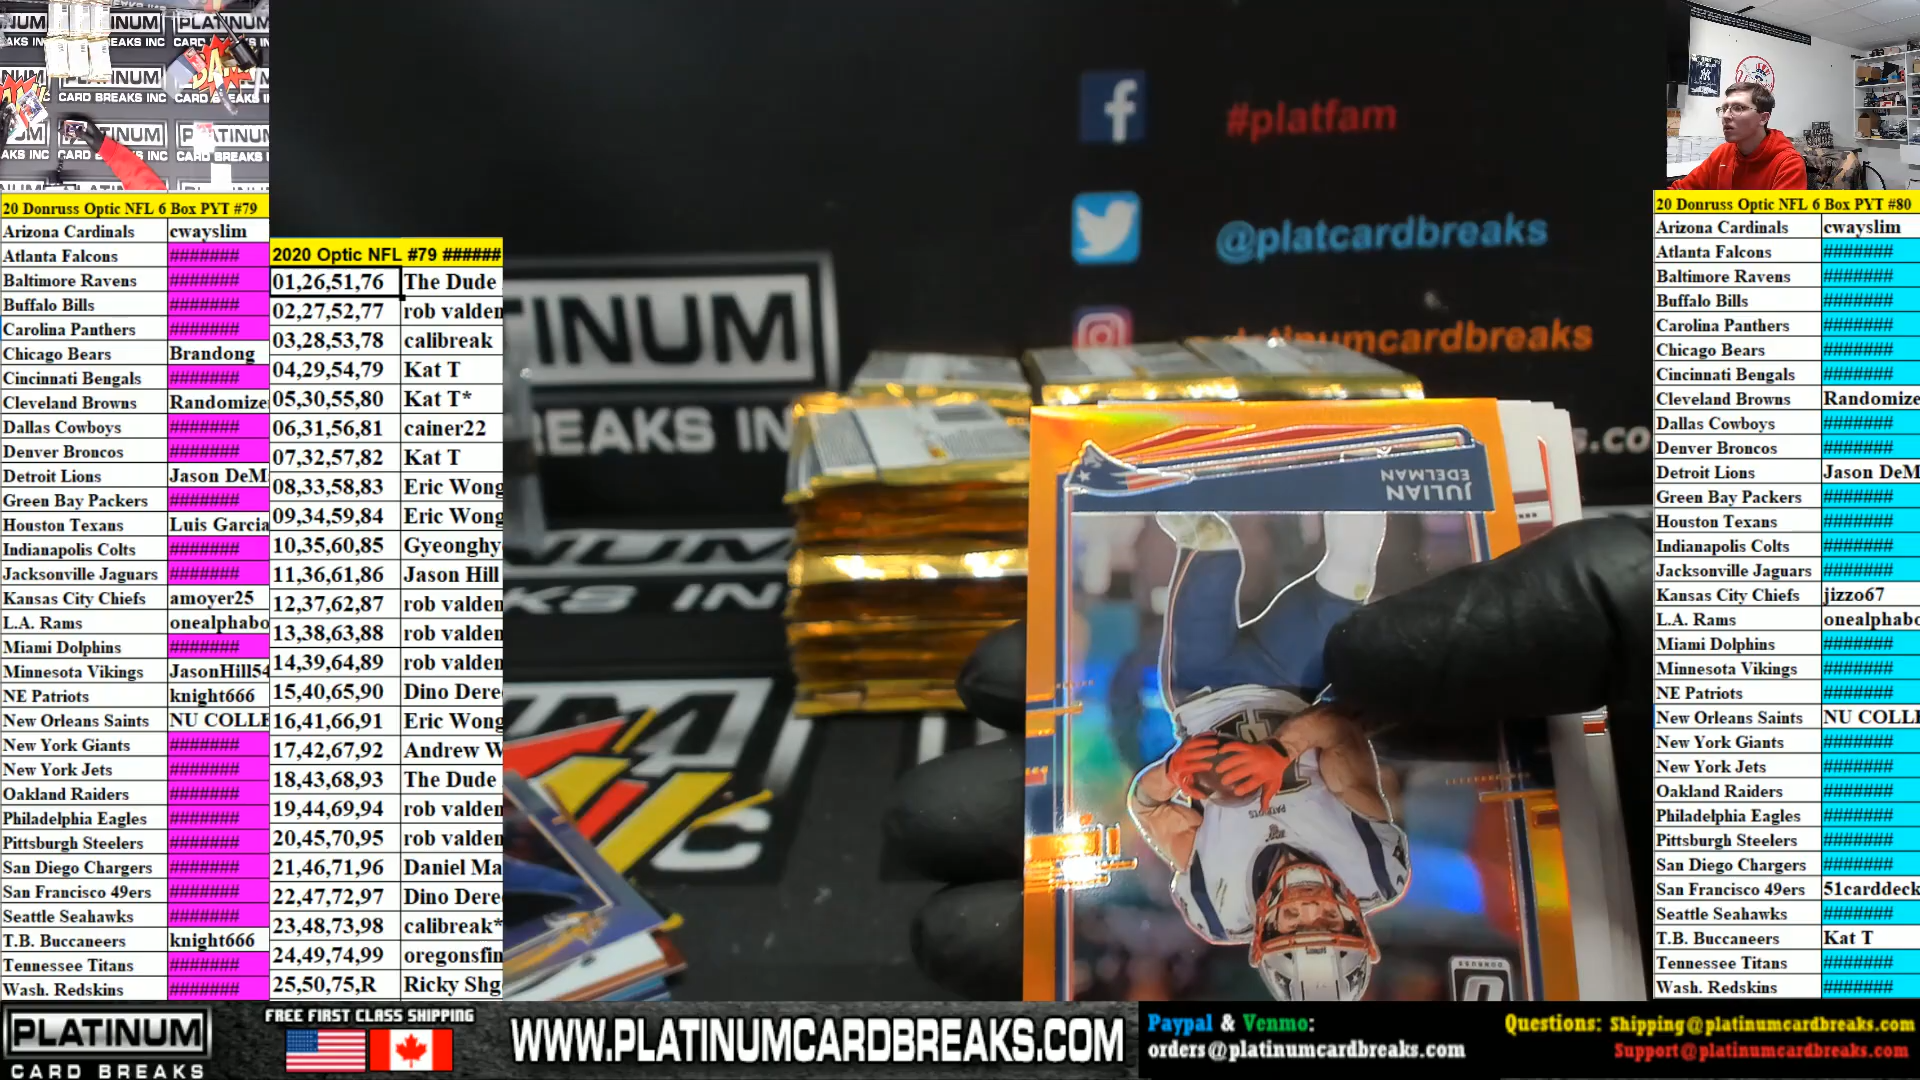 20 Donruss Optic NFL 6 Box PYT #79
Arizona Cardinals cwayslim
Atlanta Falcons #######
Baltimore Ravens #######
Buffalo Bills #######
Carolina Panthers #######
Chicago Bears Brandong
Cincinnati Bengals #######
Cleveland Browns Randomize
Dallas Cowboys #######
Denver Broncos #######
Detroit Lions Jason DeM
Green Bay Packers #######
Houston Texans Luis Garcia
Indianapolis Colts #######
Jacksonville Jaguars #######
Kansas City Chiefs amoyer25
L.A. Rams onealphabo
Miami Dolphins #######
Minnesota Vikings JasonHill54
NE Patriots knight666
New Orleans Saints NU COLLE
New York Giants #######
New York Jets #######
Oakland Raiders #######
Philadelphia Eagles #######
Pittsburgh Steelers #######
San Diego Chargers #######
San Francisco 49ers #######
Seattle Seahawks #######
T.B. Buccaneers knight666
Tennessee Titans #######
Wash. Redskins #######
2020 Optic NFL #79 ######
01,26,51,76 The Dude
02,27,52,77 rob valden
03,28,53,78 calibreak
04,29,54,79 Kat T
05,30,55,80 Kat T*
06,31,56,81 cainer22
07,32,57,82 Kat T
08,33,58,83 Eric Wong
09,34,59,84 Eric Wong
10,35,60,85 Gyeonghy
11,36,61,86 Jason Hill
12,37,62,87 rob valden
13,38,63,88 rob valden
14,39,64,89 rob valden
15,40,65,90 Dino Dere
16,41,66,91 Eric Wong
17,42,67,92 Andrew W
18,43,68,93 The Dude
19,44,69,94 rob valden
20,45,70,95 rob valden
21,46,71,96 Daniel Ma
22,47,72,97 Dino Dere
23,48,73,98 calibreak*
24,49,74,99 oregonsfin
25,50,75,R Ricky Shg
#platfam
@platcardbreaks
platinumcardbreaks
TINUM
REAKS IN
JULIAN
EDELMAN
PATRIOTS
DONRUSS
20 Donruss Optic NFL 6 Box PYT #80
Arizona Cardinals cwayslim
Atlanta Falcons #######
Baltimore Ravens #######
Buffalo Bills #######
Carolina Panthers #######
Chicago Bears #######
Cincinnati Bengals #######
Cleveland Browns Randomize
Dallas Cowboys #######
Denver Broncos #######
Detroit Lions Jason DeM
Green Bay Packers #######
Houston Texans #######
Indianapolis Colts #######
Jacksonville Jaguars #######
Kansas City Chiefs jizzo67
L.A. Rams onealphabo
Miami Dolphins #######
Minnesota Vikings #######
NE Patriots #######
New Orleans Saints NU COLLE
New York Giants #######
New York Jets #######
Oakland Raiders #######
Philadelphia Eagles #######
Pittsburgh Steelers #######
San Diego Chargers #######
San Francisco 49ers 51carddeck
Seattle Seahawks #######
T.B. Buccaneers Kat T
Tennessee Titans #######
Wash. Redskins #######
PLATINUM
CARD BREAKS
FREE FIRST CLASS SHIPPING
WWW.PLATINUMCARDBREAKS.COM
Paypal & Venmo:
orders@platinumcardbreaks.com
Questions: Shipping@platinumcardbreaks.com
Support@platinumcardbreaks.com